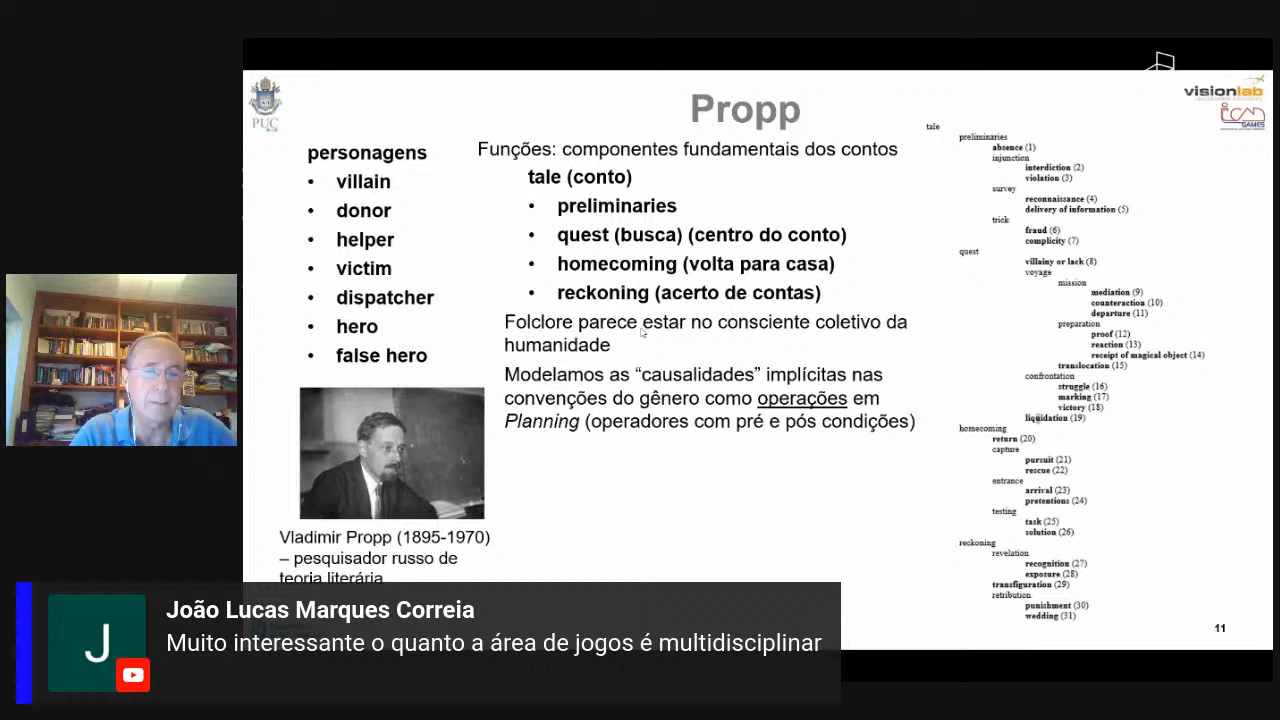 PUC
RIO
Propp
visionlab
icad
GAMES
personagens
• villain
• donor
• helper
• victim
• dispatcher
• hero
• false hero
Funções: componentes fundamentais dos contos
tale (conto)
• preliminaries
• quest (busca) (centro do conto)
• homecoming (volta para casa)
• reckoning (acerto de contas)
Folclore parece estar no consciente coletivo da
humanidade
Modelamos as “causalidades” implícitas nas
convenções do gênero como operações em
Planning (operadores com pré e pós condições)
Vladimir Propp (1895-1970)
– pesquisador russo de
teoria literária
tale
preliminaries
absence (1)
injunction
interdiction (2)
violation (3)
survey
reconnaissance (4)
delivery of information (5)
trick
fraud (6)
complicity (7)
quest
villainy or lack (8)
voyage
mission
mediation (9)
counteraction (10)
departure (11)
preparation
proof (12)
reaction (13)
receipt of magical object (14)
translocation (15)
confrontation
struggle (16)
marking (17)
victory (18)
liquidation (19)
homecoming
return (20)
capture
pursuit (21)
rescue (22)
entrance
arrival (23)
pretentions (24)
testing
task (25)
solution (26)
reckoning
revelation
recognition (27)
exposure (28)
transfiguration (29)
retribution
punishment (30)
wedding (31)
11
J
João Lucas Marques Correia
Muito interessante o quanto a área de jogos é multidisciplinar